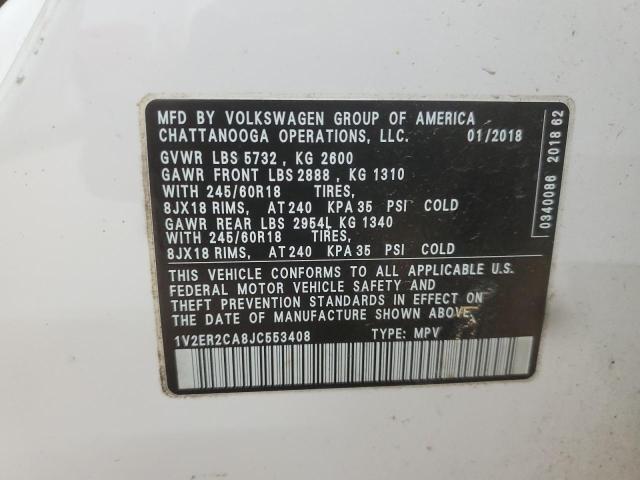 MFD BY VOLKSWAGEN GROUP OF AMERICA
CHATTANOOGA OPERATIONS, LLC. 01/2018
GVWR LBS 5732 , KG 2600
GAWR FRONT LBS 2888 , KG 1310
WITH 245/60R18 TIRES,
8JX18 RIMS, AT 240 KPA 35 PSI COLD
GAWR REAR LBS 2954L KG 1340
WITH 245/60R18 TIRES,
8JX18 RIMS, AT 240 KPA 35 PSI COLD
THIS VEHICLE CONFORMS TO ALL APPLICABLE U.S.
FEDERAL MOTOR VEHICLE SAFETY AND
THEFT PREVENTION STANDARDS IN EFFECT ON
THE DATE OF MANUFACTURE SHOWN ABOVE.
1V2ER2CA8JC553408 TYPE: MPV
0340086 2018 62